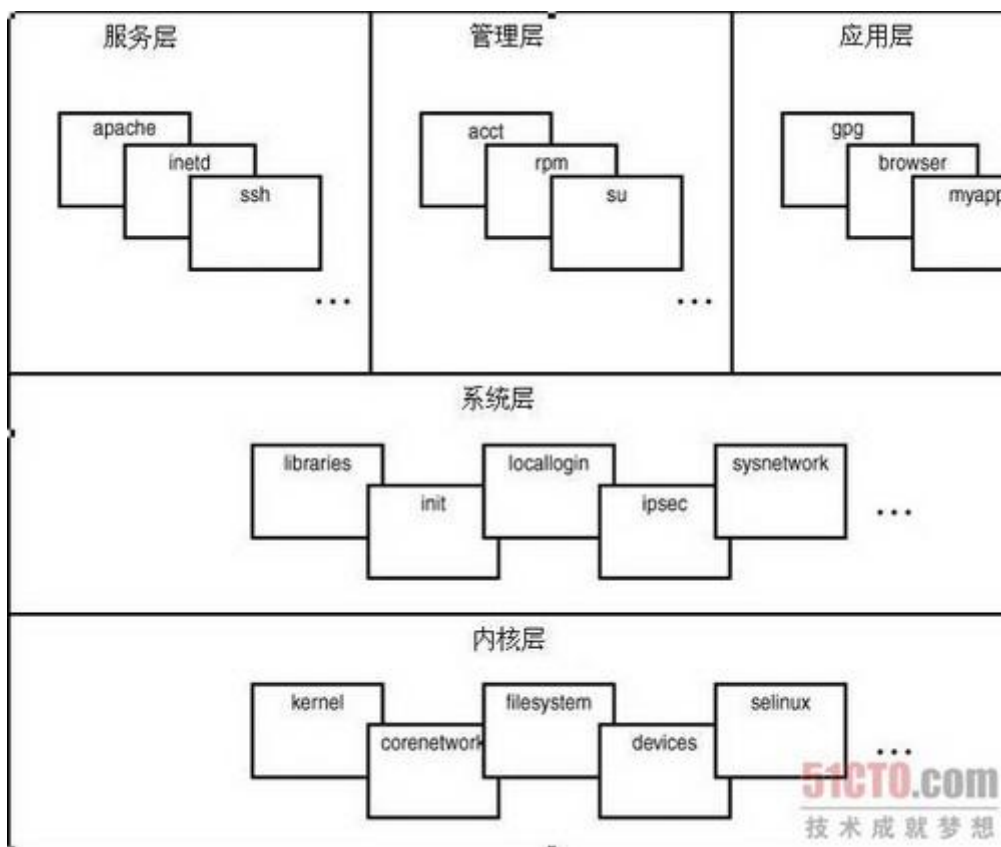 服务层
apache
inetd
ssh
...
管理层
acct
rpm
su
...
应用层
gpg
browser
myapp
系统层
libraries
init
locallogin
ipsec
sysnetwork
...
内核层
kernel
corenetwork
filesystem
devices
selinux
...
51CTO.com
技术成就梦想